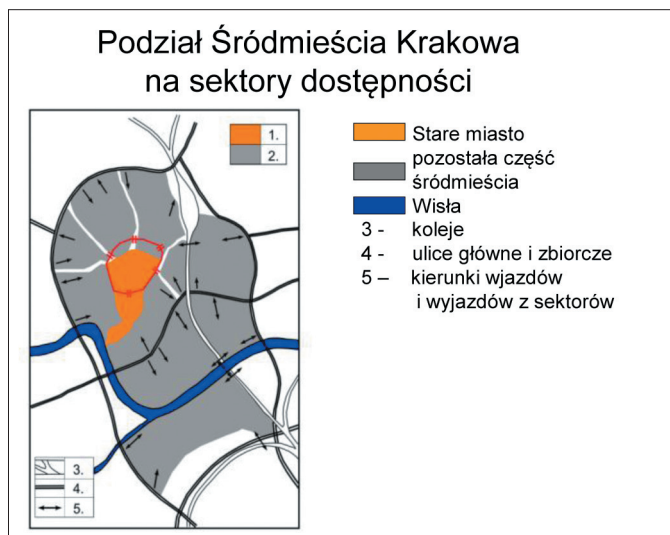 Podział Śródmieścia Krakowa
na sektory dostępności
1.
2.
3.
4.
5.
Stare miasto
pozostała część
śródmieścia
Wisła
3 - koleje
4 - ulice główne i zbiorcze
5 – kierunki wjazdów
i wyjazdów z sektorów